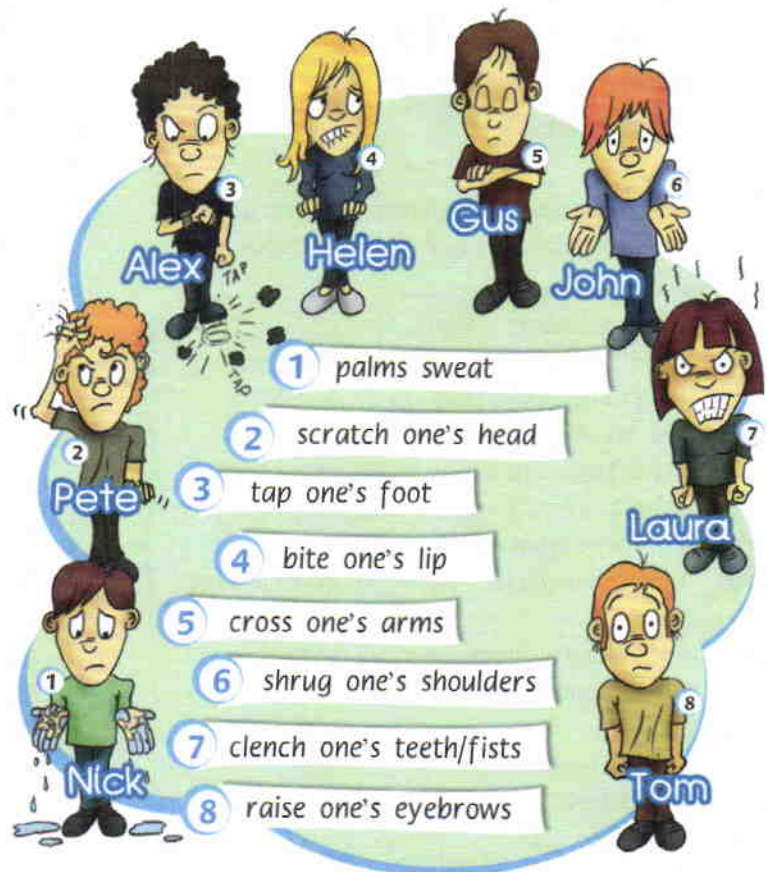 3
4
5
6
Alex
Helen
Gus
John
TAP
TAP
1 palms sweat
2 scratch one's head
3 tap one's foot
4 bite one's lip
5 cross one's arms
6 shrug one's shoulders
7 clench one's teeth/fists
8 raise one's eyebrows
2
Pete
7
Laura
1
Nick
8
Tom